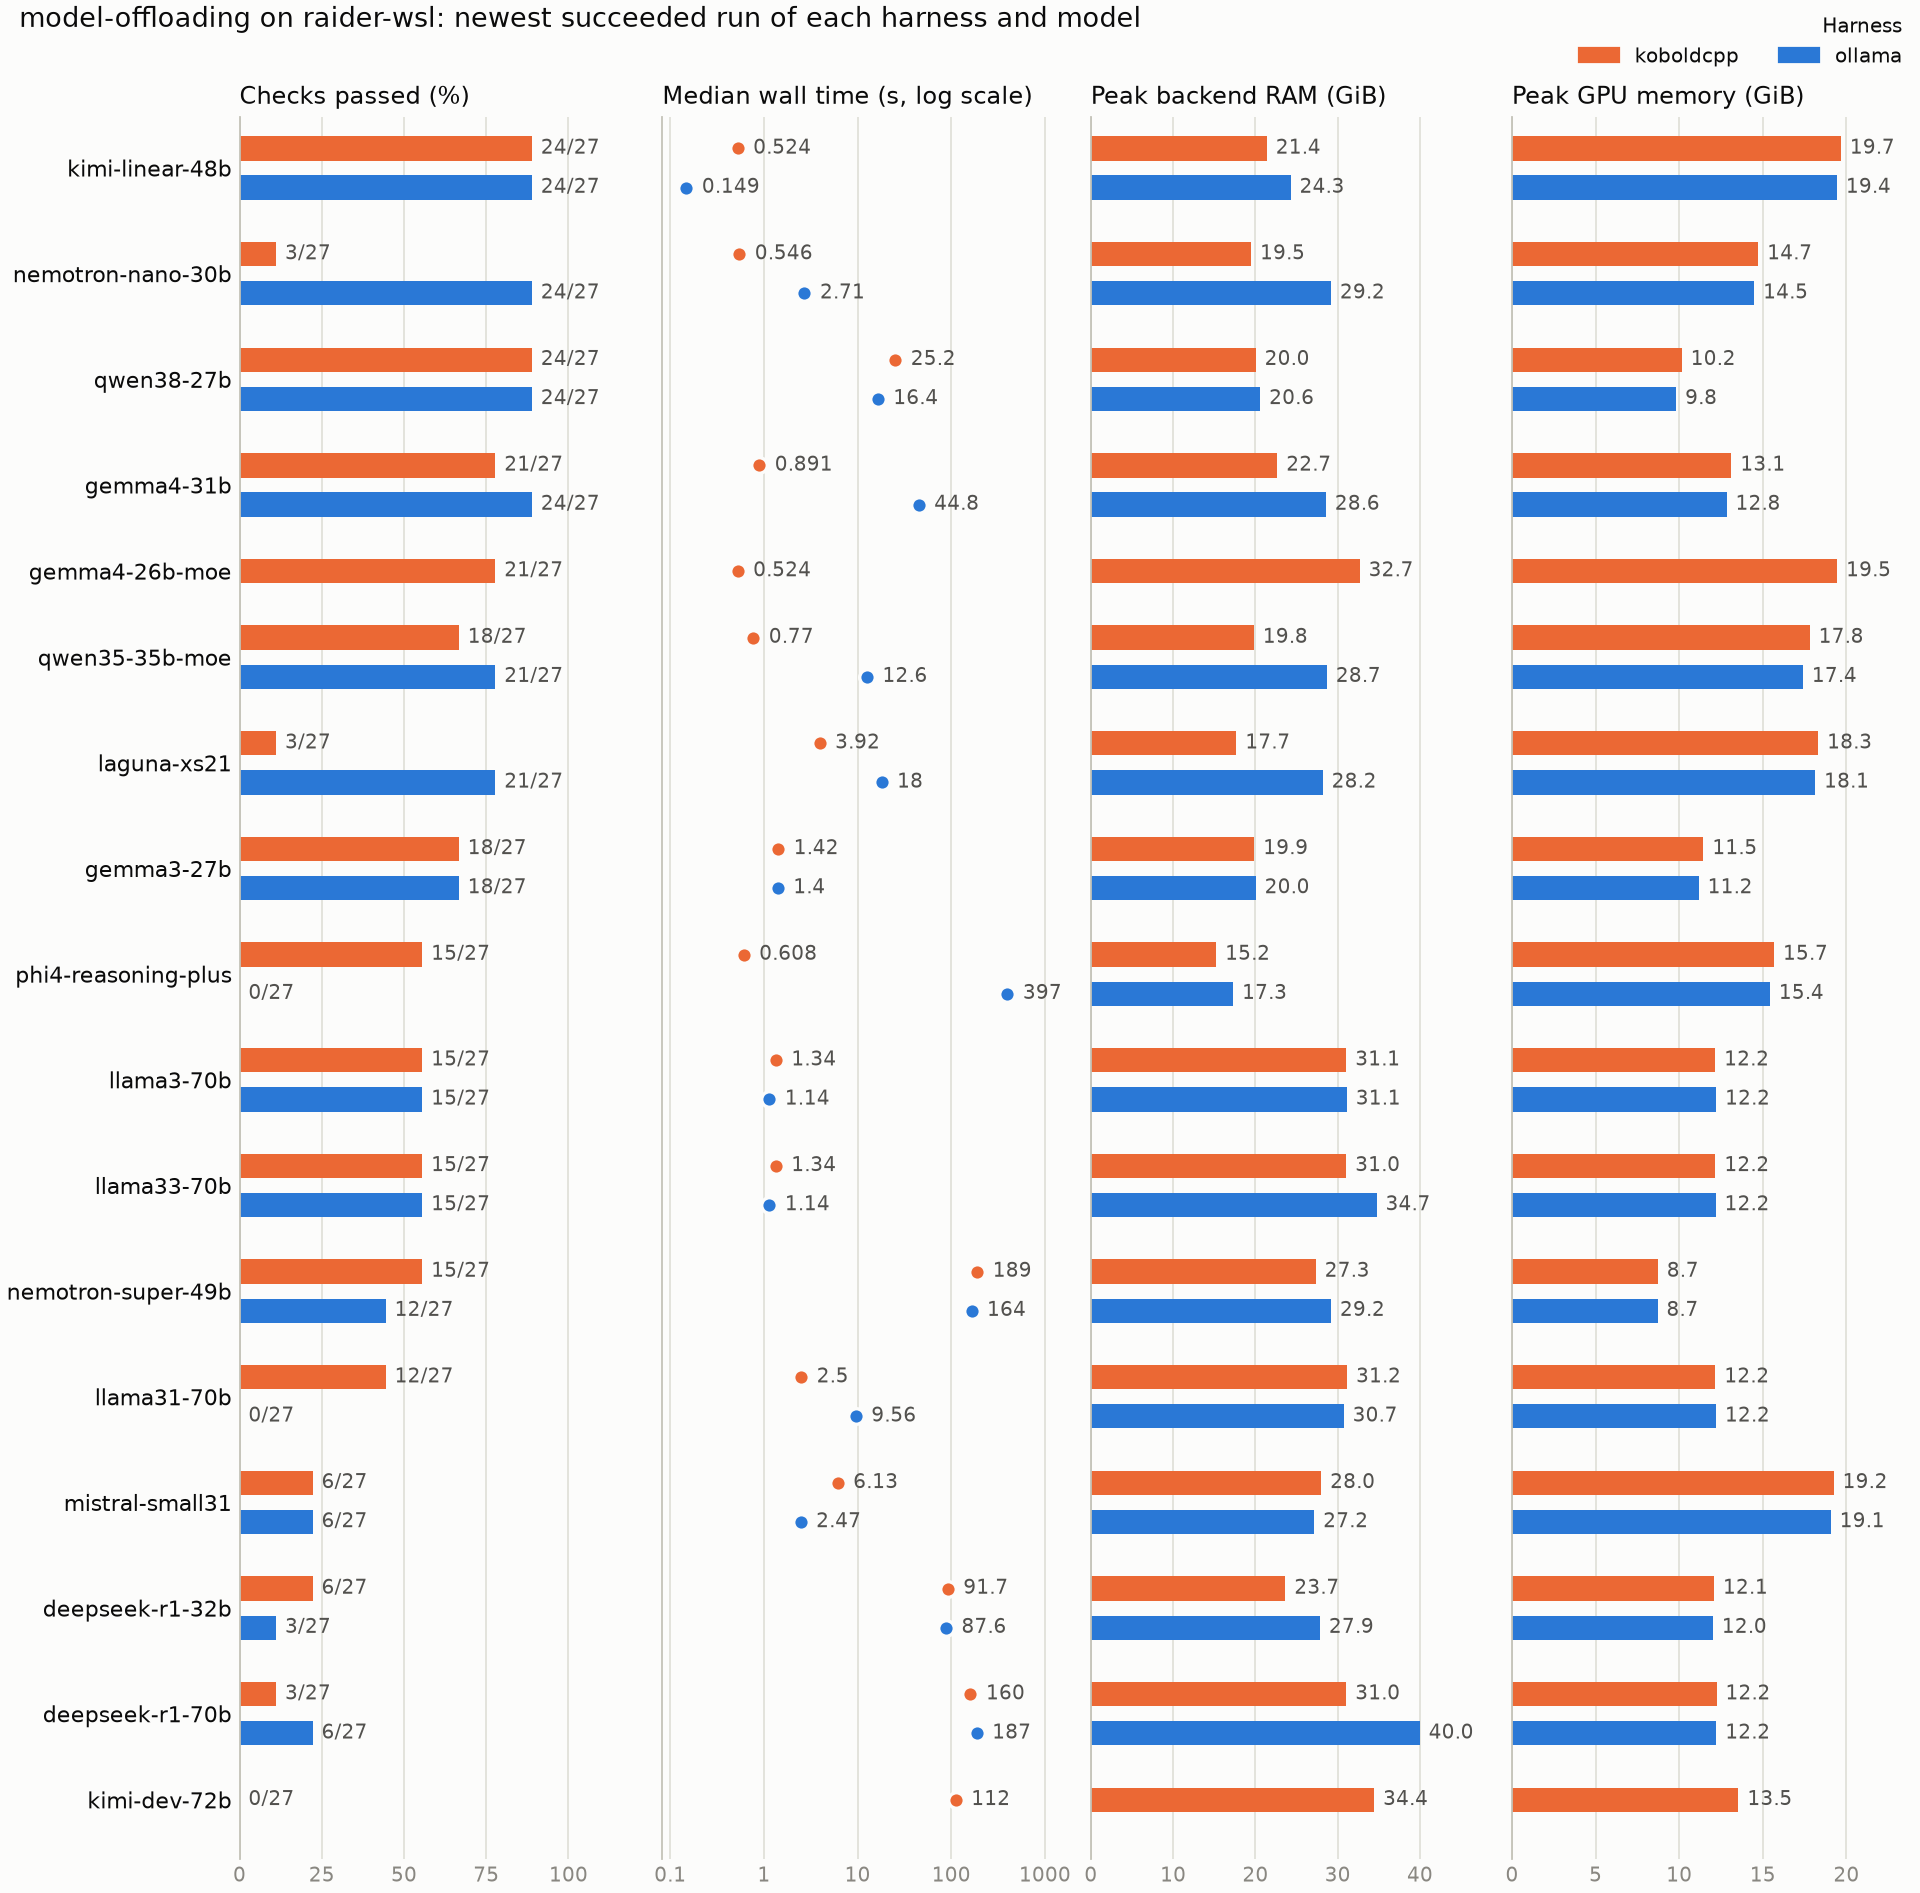 model-offloading on raider-wsl: newest succeeded run of each harness and model
Harness
koboldcpp ollama
Checks passed (%) Median wall time (s, log scale) Peak backend RAM (GiB) Peak GPU memory (GiB)
kimi-linear-48b
24/27 0.524 21.4 19.7
24/27 0.149 24.3 19.4
nemotron-nano-30b
3/27 0.546 19.5 14.7
24/27 2.71 29.2 14.5
qwen38-27b
24/27 25.2 20.0 10.2
24/27 16.4 20.6 9.8
gemma4-31b
21/27 0.891 22.7 13.1
24/27 44.8 28.6 12.8
gemma4-26b-moe
21/27 0.524 32.7 19.5
qwen35-35b-moe
18/27 0.77 19.8 17.8
21/27 12.6 28.7 17.4
laguna-xs21
3/27 3.92 17.7 18.3
21/27 18 28.2 18.1
gemma3-27b
18/27 1.42 19.9 11.5
18/27 1.4 20.0 11.2
phi4-reasoning-plus
15/27 0.608 15.2 15.7
0/27 397 17.3 15.4
llama3-70b
15/27 1.34 31.1 12.2
15/27 1.14 31.1 12.2
llama33-70b
15/27 1.34 31.0 12.2
15/27 1.14 34.7 12.2
nemotron-super-49b
15/27 189 27.3 8.7
12/27 164 29.2 8.7
llama31-70b
12/27 2.5 31.2 12.2
0/27 9.56 30.7 12.2
mistral-small31
6/27 6.13 28.0 19.2
6/27 2.47 27.2 19.1
deepseek-r1-32b
6/27 91.7 23.7 12.1
3/27 87.6 27.9 12.0
deepseek-r1-70b
3/27 160 31.0 12.2
6/27 187 40.0 12.2
kimi-dev-72b
0/27 112 34.4 13.5
0 25 50 75 100 0.1 1 10 100 1000 0 10 20 30 40 0 5 10 15 20